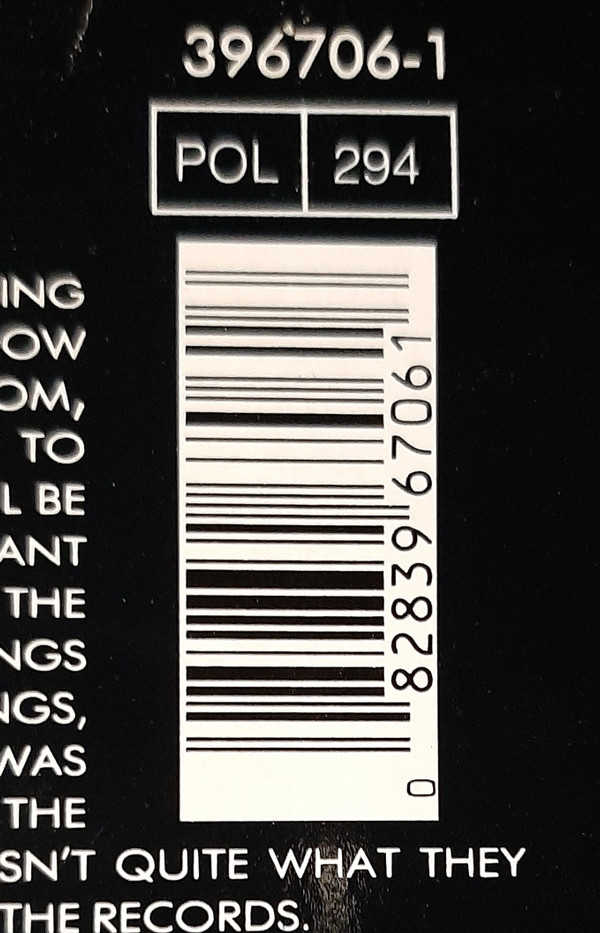 396706-1
POL 294
ING
OW
OM,
TO
L BE
ANT
THE
NGS
NGS,
WAS
THE
SN'T QUITE WHAT THEY
THE RECORDS.
0 82839 67061